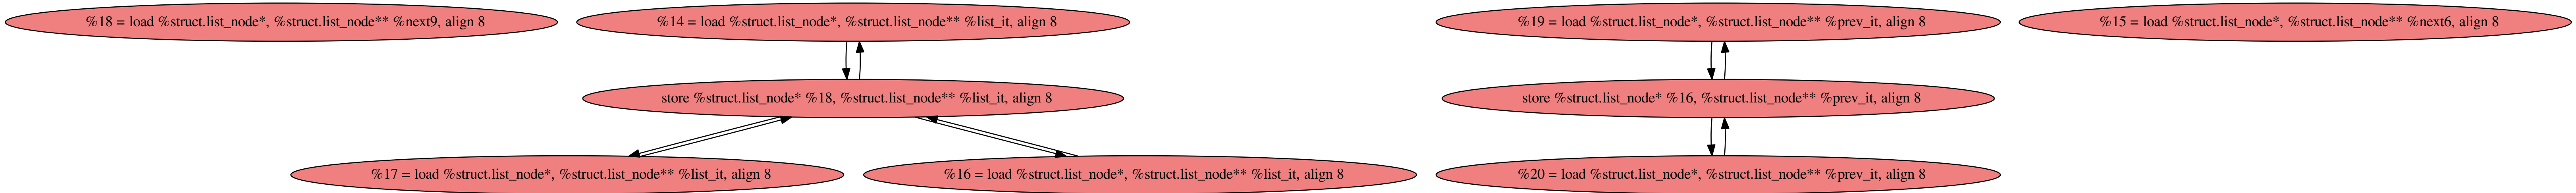 %18 = load %struct.list_node*, %struct.list_node** %next9, align 8
%14 = load %struct.list_node*, %struct.list_node** %list_it, align 8
%19 = load %struct.list_node*, %struct.list_node** %prev_it, align 8
%15 = load %struct.list_node*, %struct.list_node** %next6, align 8
store %struct.list_node* %18, %struct.list_node** %list_it, align 8
store %struct.list_node* %16, %struct.list_node** %prev_it, align 8
%17 = load %struct.list_node*, %struct.list_node** %list_it, align 8
%16 = load %struct.list_node*, %struct.list_node** %list_it, align 8
%20 = load %struct.list_node*, %struct.list_node** %prev_it, align 8